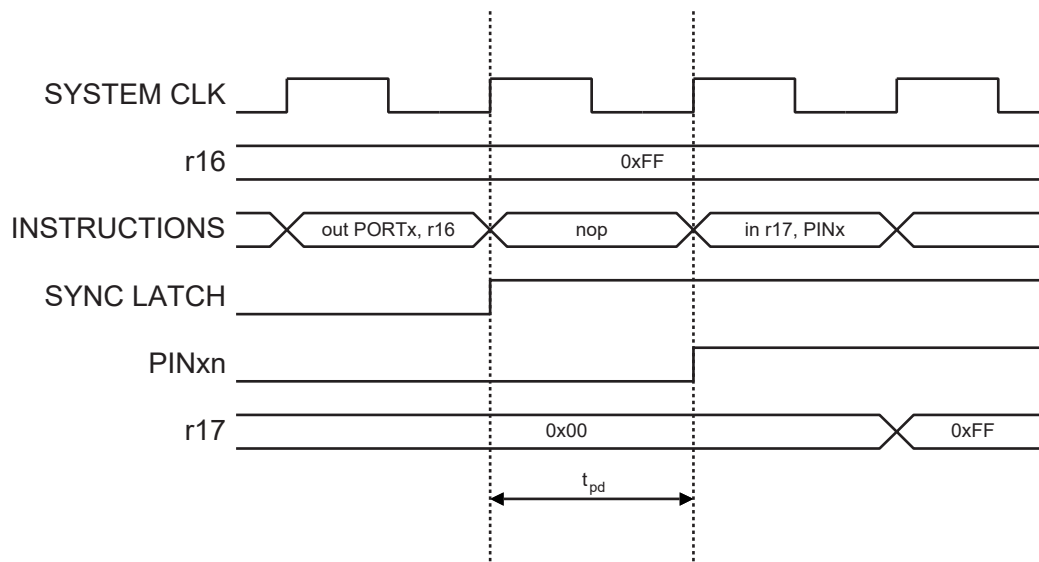 SYSTEM CLK
r16
0xFF
INSTRUCTIONS
out PORTx, r16
nop
in r17, PINx
SYNC LATCH
PINxn
r17
0x00
0xFF
tpd